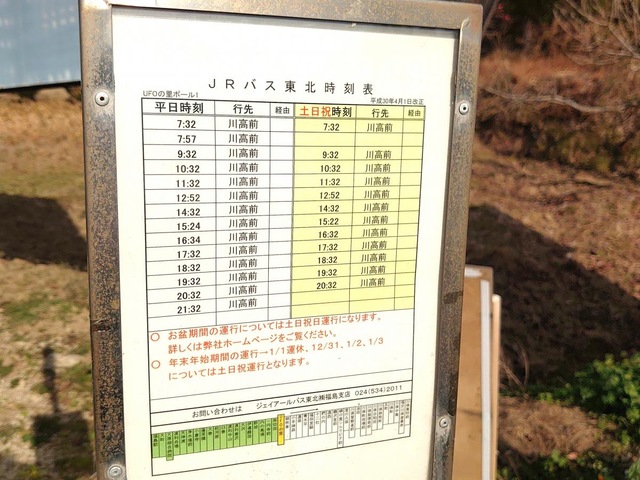 JRバス東北時刻表
UFOの里ポール1
平成30年4月1日改正
平日時刻 行先 経由 土日祝時刻 行先 経由
7:32 川高前 7:32 川高前
7:57 川高前
9:32 川高前 9:32 川高前
10:32 川高前 10:32 川高前
11:32 川高前 11:32 川高前
12:52 川高前 12:52 川高前
14:32 川高前 14:32 川高前
15:24 川高前 15:22 川高前
16:34 川高前 16:32 川高前
17:32 川高前 17:32 川高前
18:32 川高前 18:32 川高前
19:32 川高前 19:32 川高前
20:32 川高前 20:32 川高前
21:32 川高前
○ お盆期間の運行については土日祝日運行になります。
詳しくは弊社ホームページをご覧ください。
○ 年末年始期間の運行→1/1運休、12/31、1/2、1/3
については土日祝運行となります。
お問い合わせは ジェイアールバス東北㈱福島支店 024(534)2011